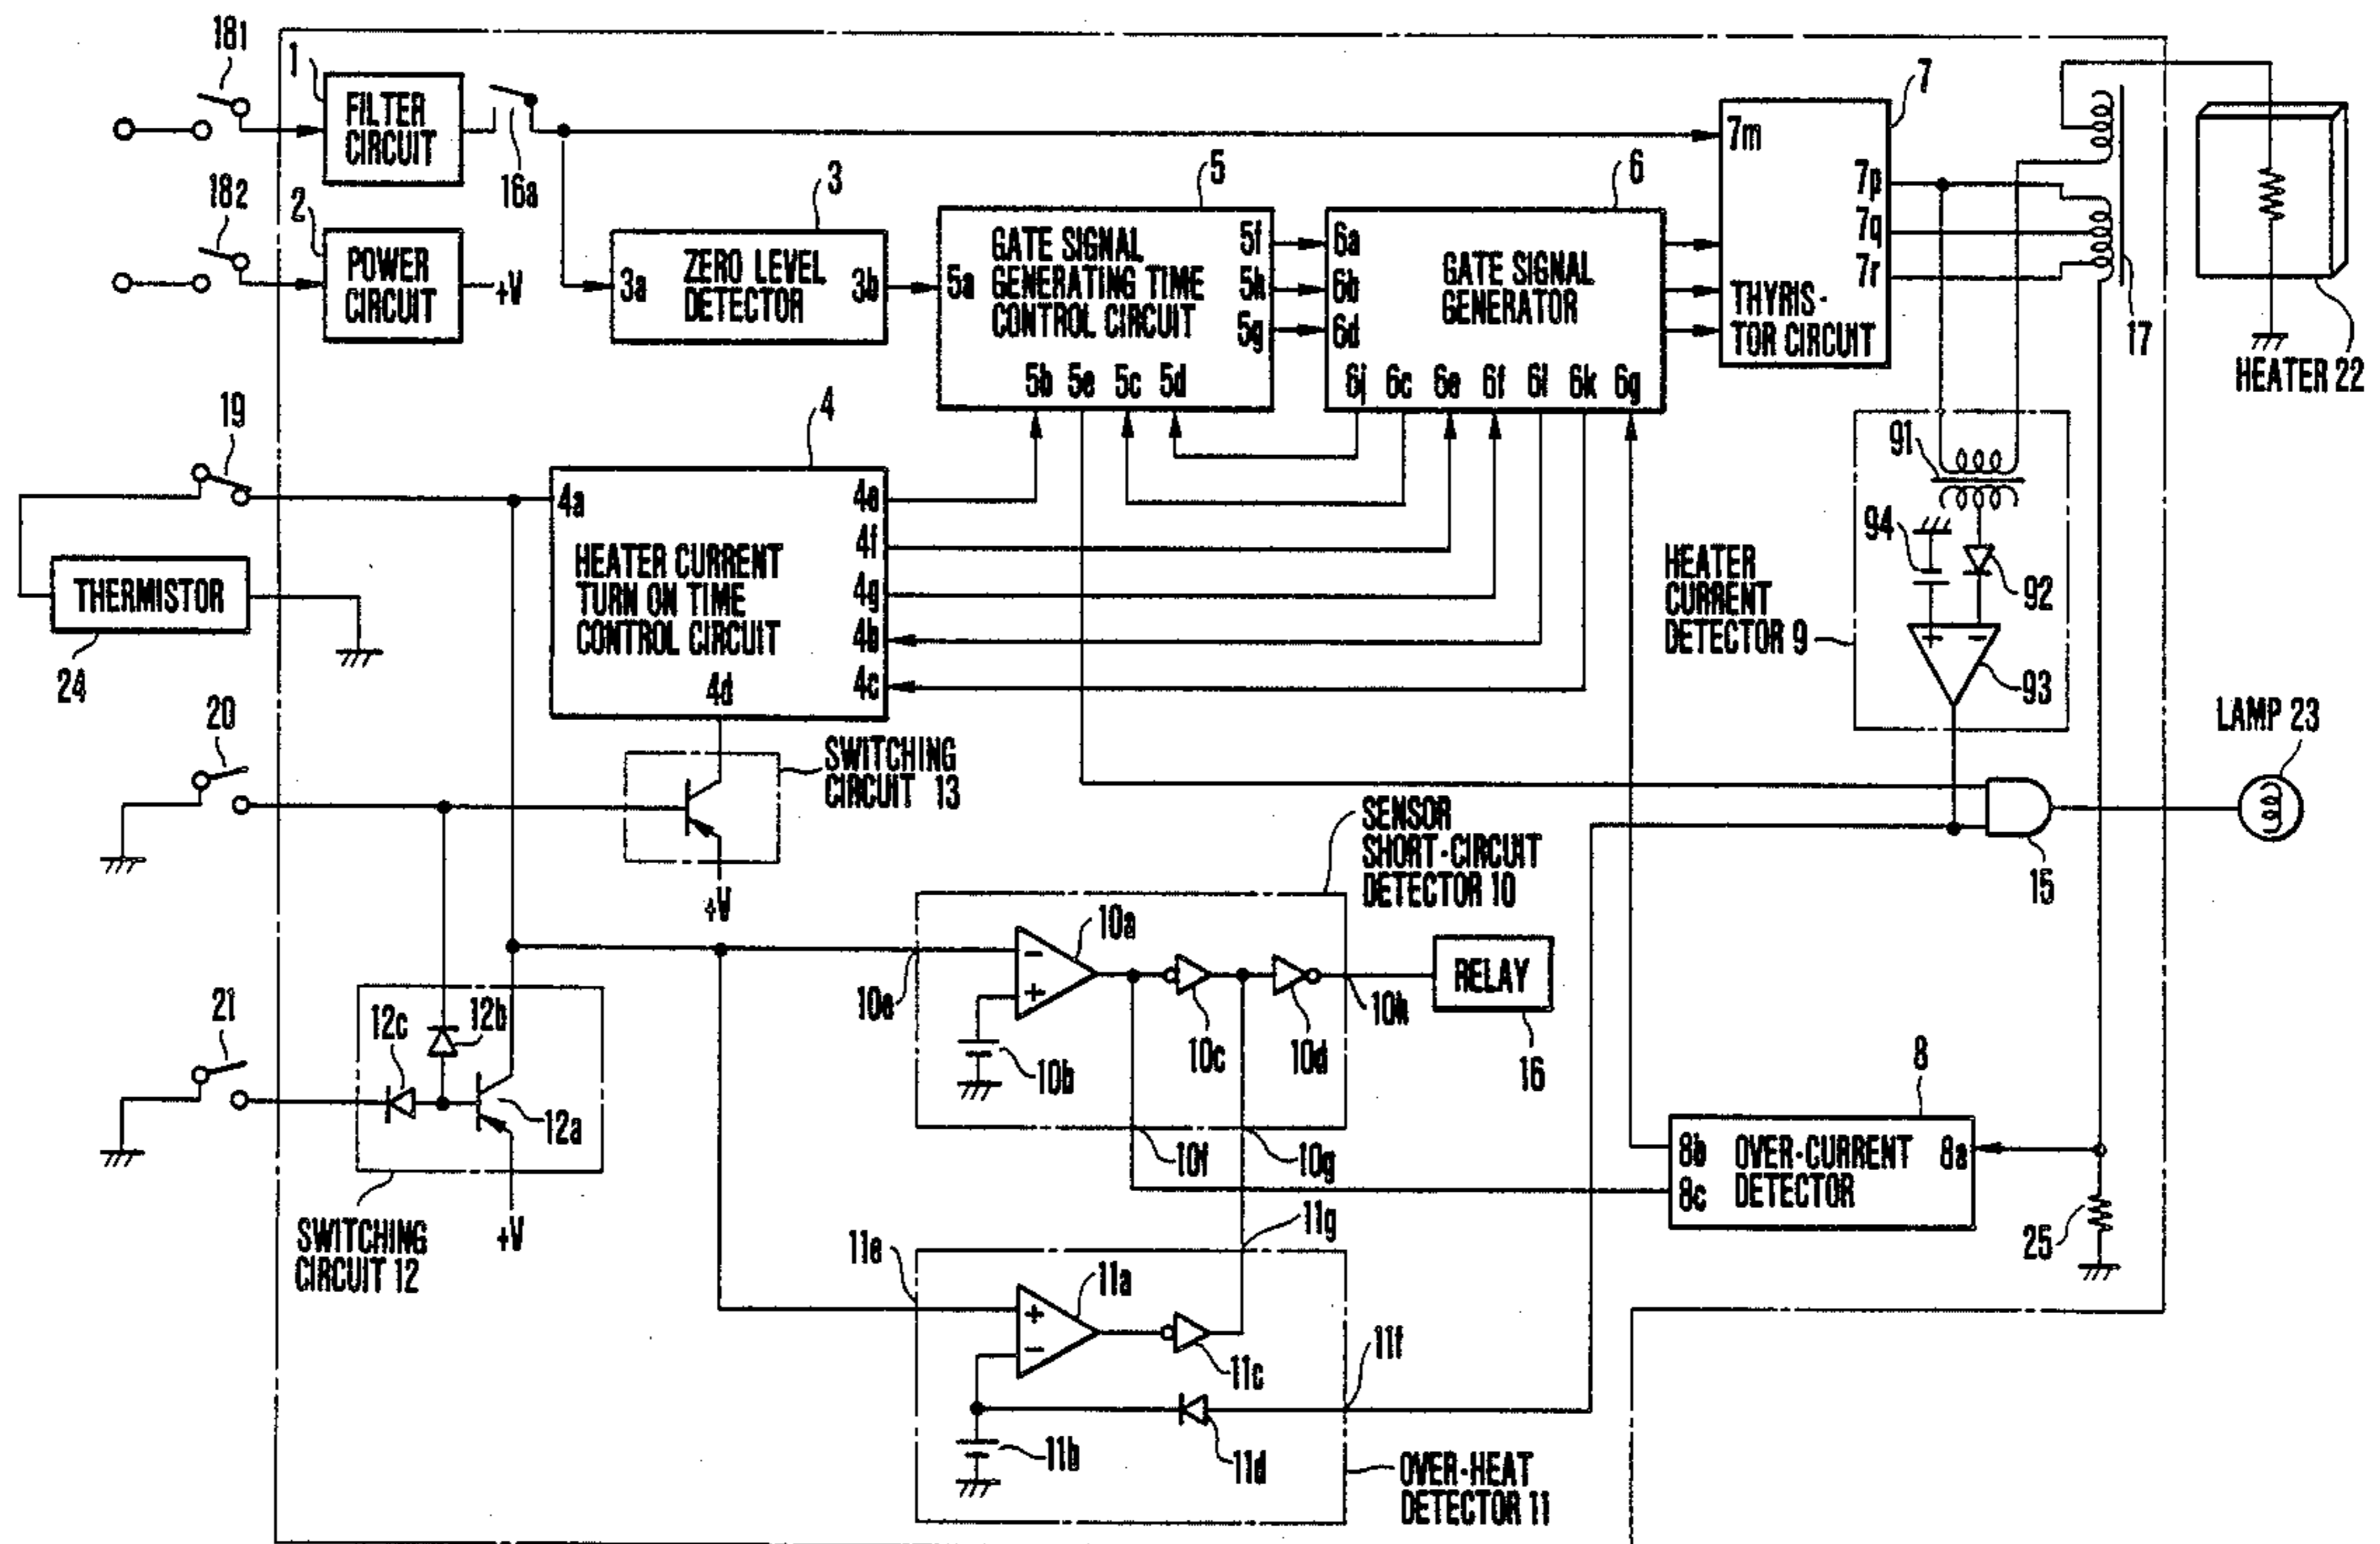 181
1
FILTER
CIRCUIT
16a
182
2
POWER
CIRCUIT
+V
3
3a
ZERO LEVEL
DETECTOR
3b
5
5a
GATE SIGNAL
GENERATING TIME
CONTROL CIRCUIT
5f
5h
5g
5b
5e
5c
5d
6
6a
6b
6d
GATE SIGNAL
GENERATOR
6j
6c
6e
6f
6l
6k
6g
7
7m
7p
7q
7r
THYRIS-
TOR CIRCUIT
17
HEATER 22
19
THERMISTOR
24
4
4a
HEATER CURRENT
TURN ON TIME
CONTROL CIRCUIT
4e
4f
4g
4b
4c
4d
91
94
92
93
HEATER
CURRENT
DETECTOR 9
LAMP 23
15
20
SWITCHING
CIRCUIT 13
+V
SENSOR
SHORT-CIRCUIT
DETECTOR 10
10a
-
+
10e
10b
10c
10d
10h
10f
10g
RELAY
16
21
12c
12b
12a
+V
SWITCHING
CIRCUIT 12
8
8b
8c
OVER-CURRENT
DETECTOR
8a
25
11e
11g
11a
+
-
11c
11f
11b
11d
OVER-HEAT
DETECTOR 11